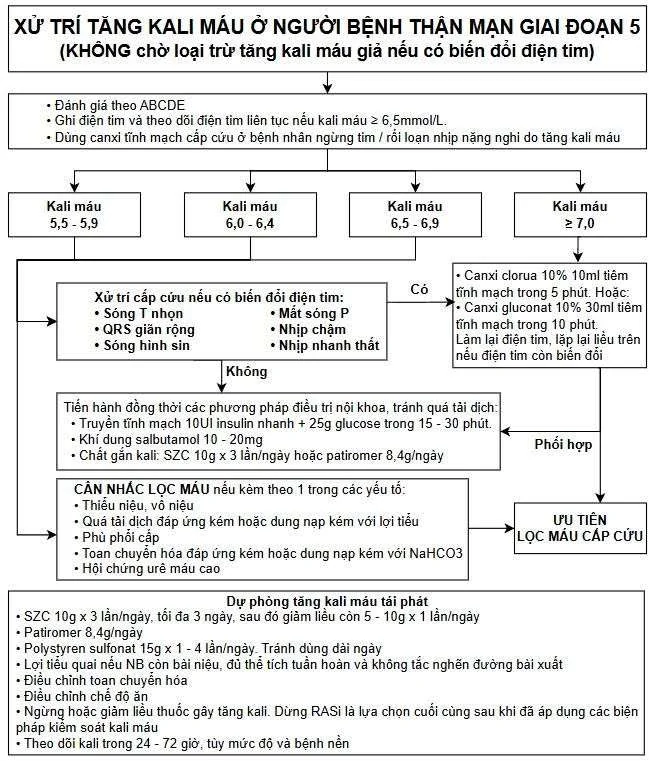 XỬ TRÍ TĂNG KALI MÁU Ở NGƯỜI BỆNH THẬN MẠN GIAI ĐOẠN 5
(KHÔNG chờ loại trừ tăng kali máu giả nếu có biến đổi điện tim)
• Đánh giá theo ABCDE
• Ghi điện tim và theo dõi điện tim liên tục nếu kali máu ≥ 6,5mmol/L.
• Dùng canxi tĩnh mạch cấp cứu ở bệnh nhân ngừng tim / rối loạn nhịp nặng nghi do tăng kali máu
Kali máu
5,5 - 5,9
Kali máu
6,0 - 6,4
Kali máu
6,5 - 6,9
Kali máu
≥ 7,0
Xử trí cấp cứu nếu có biến đổi điện tim:
• Sóng T nhọn
• Mất sóng P
• QRS giãn rộng
• Nhịp chậm
• Sóng hình sin
• Nhịp nhanh thất
Có
• Canxi clorua 10% 10ml tiêm
tĩnh mạch trong 5 phút. Hoặc:
• Canxi gluconat 10% 30ml tiêm
tĩnh mạch trong 10 phút.
Làm lại điện tim, lặp lại liều trên
nếu điện tim còn biến đổi
Không
Tiến hành đồng thời các phương pháp điều trị nội khoa, tránh quá tải dịch:
• Truyền tĩnh mạch 10UI insulin nhanh + 25g glucose trong 15 - 30 phút.
• Khí dung salbutamol 10 - 20mg
• Chất gắn kali: SZC 10g x 3 lần/ngày hoặc patiromer 8,4g/ngày
Phối hợp
CÂN NHẮC LỌC MÁU nếu kèm theo 1 trong các yếu tố:
• Thiểu niệu, vô niệu
• Quá tải dịch đáp ứng kém hoặc dung nạp kém với lợi tiểu
• Phù phổi cấp
• Toan chuyển hóa đáp ứng kém hoặc dung nạp kém với NaHCO3
• Hội chứng urê máu cao
ƯU TIÊN
LỌC MÁU CẤP CỨU
Dự phòng tăng kali máu tái phát
• SZC 10g x 3 lần/ngày, tối đa 3 ngày, sau đó giảm liều còn 5 - 10g x 1 lần/ngày
• Patiromer 8,4g/ngày
• Polystyren sulfonat 15g x 1 - 4 lần/ngày. Tránh dùng dài ngày
• Lợi tiểu quai nếu NB còn bài niệu, đủ thể tích tuần hoàn và không tắc nghẽn đường bài xuất
• Điều chỉnh toan chuyển hóa
• Điều chỉnh chế độ ăn
• Ngừng hoặc giảm liều thuốc gây tăng kali. Dừng RASi là lựa chọn cuối cùng sau khi đã áp dụng các biện
pháp kiểm soát kali máu
• Theo dõi kali trong 24 - 72 giờ, tùy mức độ và bệnh nền